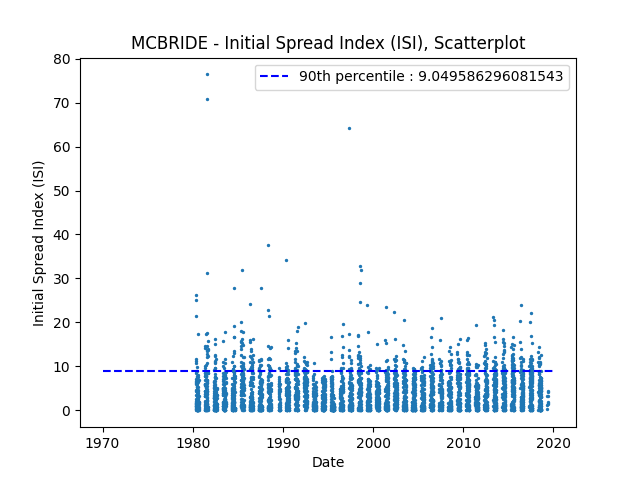 MCBRIDE - Initial Spread Index (ISI), Scatterplot
90th percentile : 9.049586296081543
Initial Spread Index (ISI)
80
70
60
50
40
30
20
10
0
1970 1980 1990 2000 2010 2020
Date